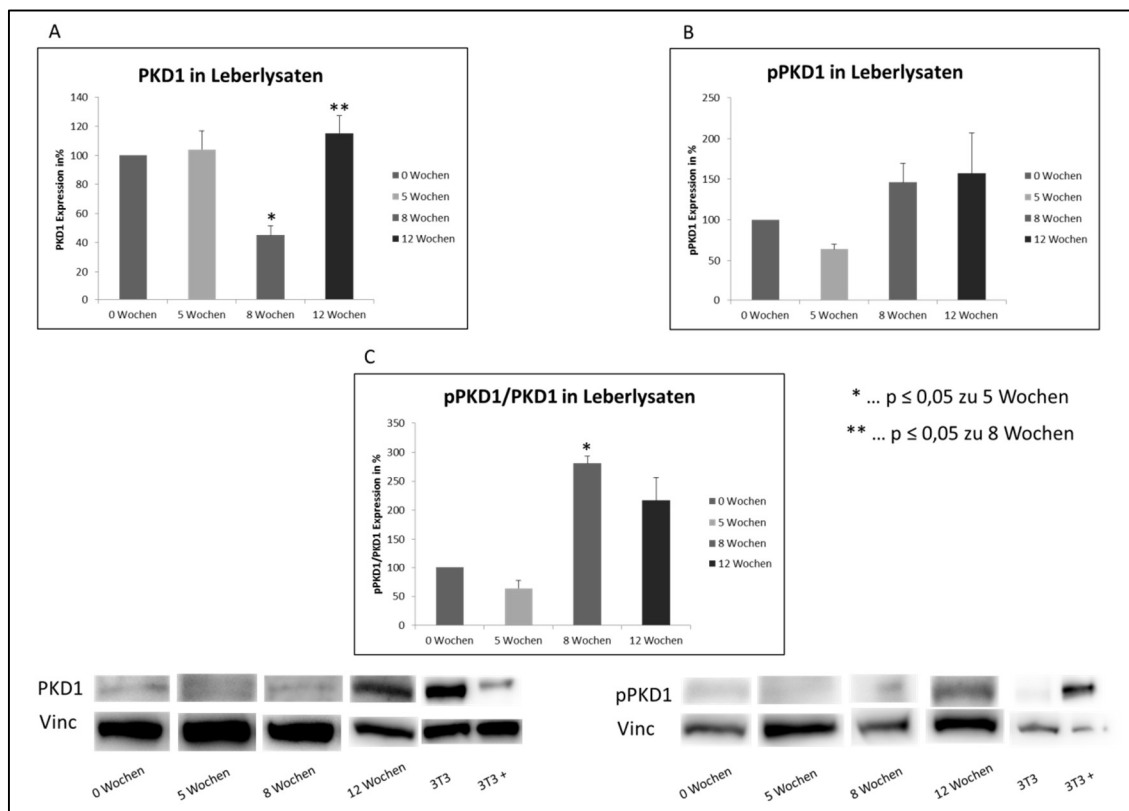 A
PKD1 in Leberlysaten
PKD1 Expression in%
140
120
100
80
60
40
20
0
*
**
0 Wochen
5 Wochen
8 Wochen
12 Wochen
0 Wochen
5 Wochen
8 Wochen
12 Wochen
B
pPKD1 in Leberlysaten
pPKD1 Expression in %
250
200
150
100
50
0
0 Wochen
5 Wochen
8 Wochen
12 Wochen
0 Wochen
5 Wochen
8 Wochen
12 Wochen
C
pPKD1/PKD1 in Leberlysaten
pPKD1/PKD1 Expression in %
350
300
250
200
150
100
50
0
*
0 Wochen
5 Wochen
8 Wochen
12 Wochen
0 Wochen
5 Wochen
8 Wochen
12 Wochen
* ... p ≤ 0,05 zu 5 Wochen
** ... p ≤ 0,05 zu 8 Wochen
PKD1
Vinc
0 Wochen
5 Wochen
8 Wochen
12 Wochen
3T3
3T3 +
pPKD1
Vinc
0 Wochen
5 Wochen
8 Wochen
12 Wochen
3T3
3T3 +